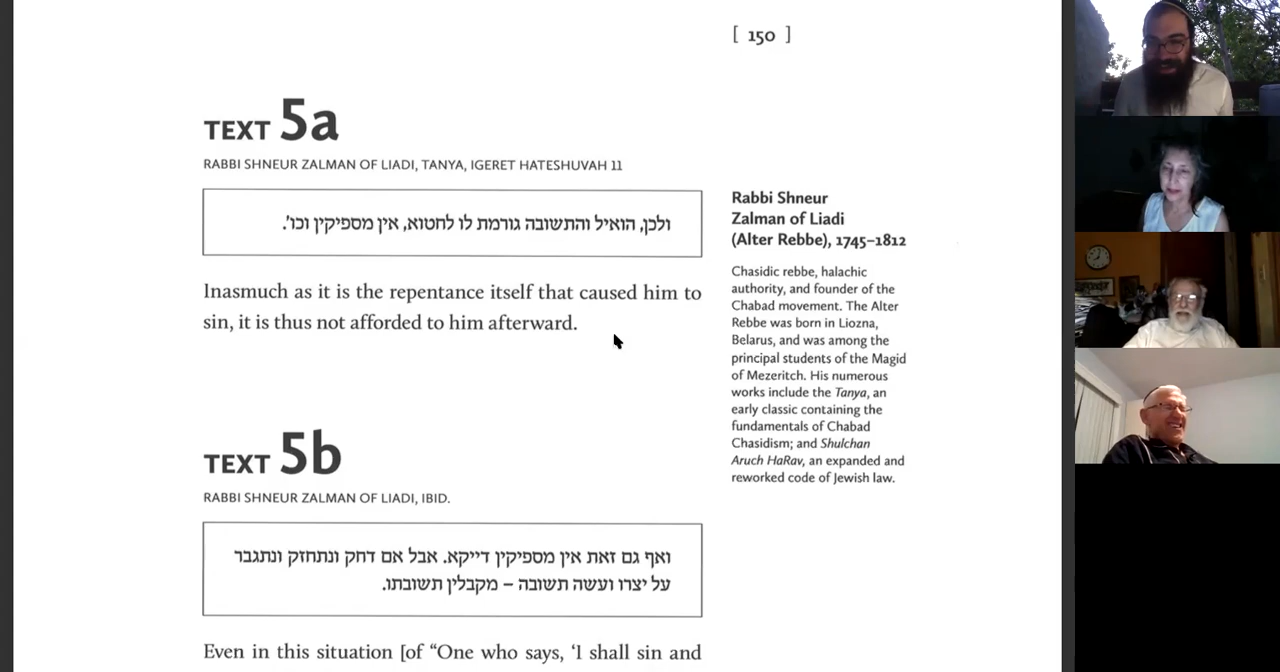 [ 150 ]
TEXT 5a
RABBI SHNEUR ZALMAN OF LIADI, TANYA, IGERET HATESHUVAH 11
ולכן, הואיל והתשובה גורמת לו לחטוא, אין מספיקין וכו'.
Inasmuch as it is the repentance itself that caused him to
sin, it is thus not afforded to him afterward.
Rabbi Shneur
Zalman of Liadi
(Alter Rebbe), 1745–1812
Chasidic rebbe, halachic
authority, and founder of the
Chabad movement. The Alter
Rebbe was born in Liozna,
Belarus, and was among the
principal students of the Magid
of Mezeritch. His numerous
works include the Tanya, an
early classic containing the
fundamentals of Chabad
Chasidism; and Shulchan
Aruch HaRav, an expanded and
reworked code of Jewish law.
TEXT 5b
RABBI SHNEUR ZALMAN OF LIADI, IBID.
ואף גם זאת אין מספיקין דייקא. אבל אם דחק ונתחזק ונתגבר
על יצרו ועשה תשובה – מקבלין תשובתו.
Even in this situation [of “One who says, ‘I shall sin and